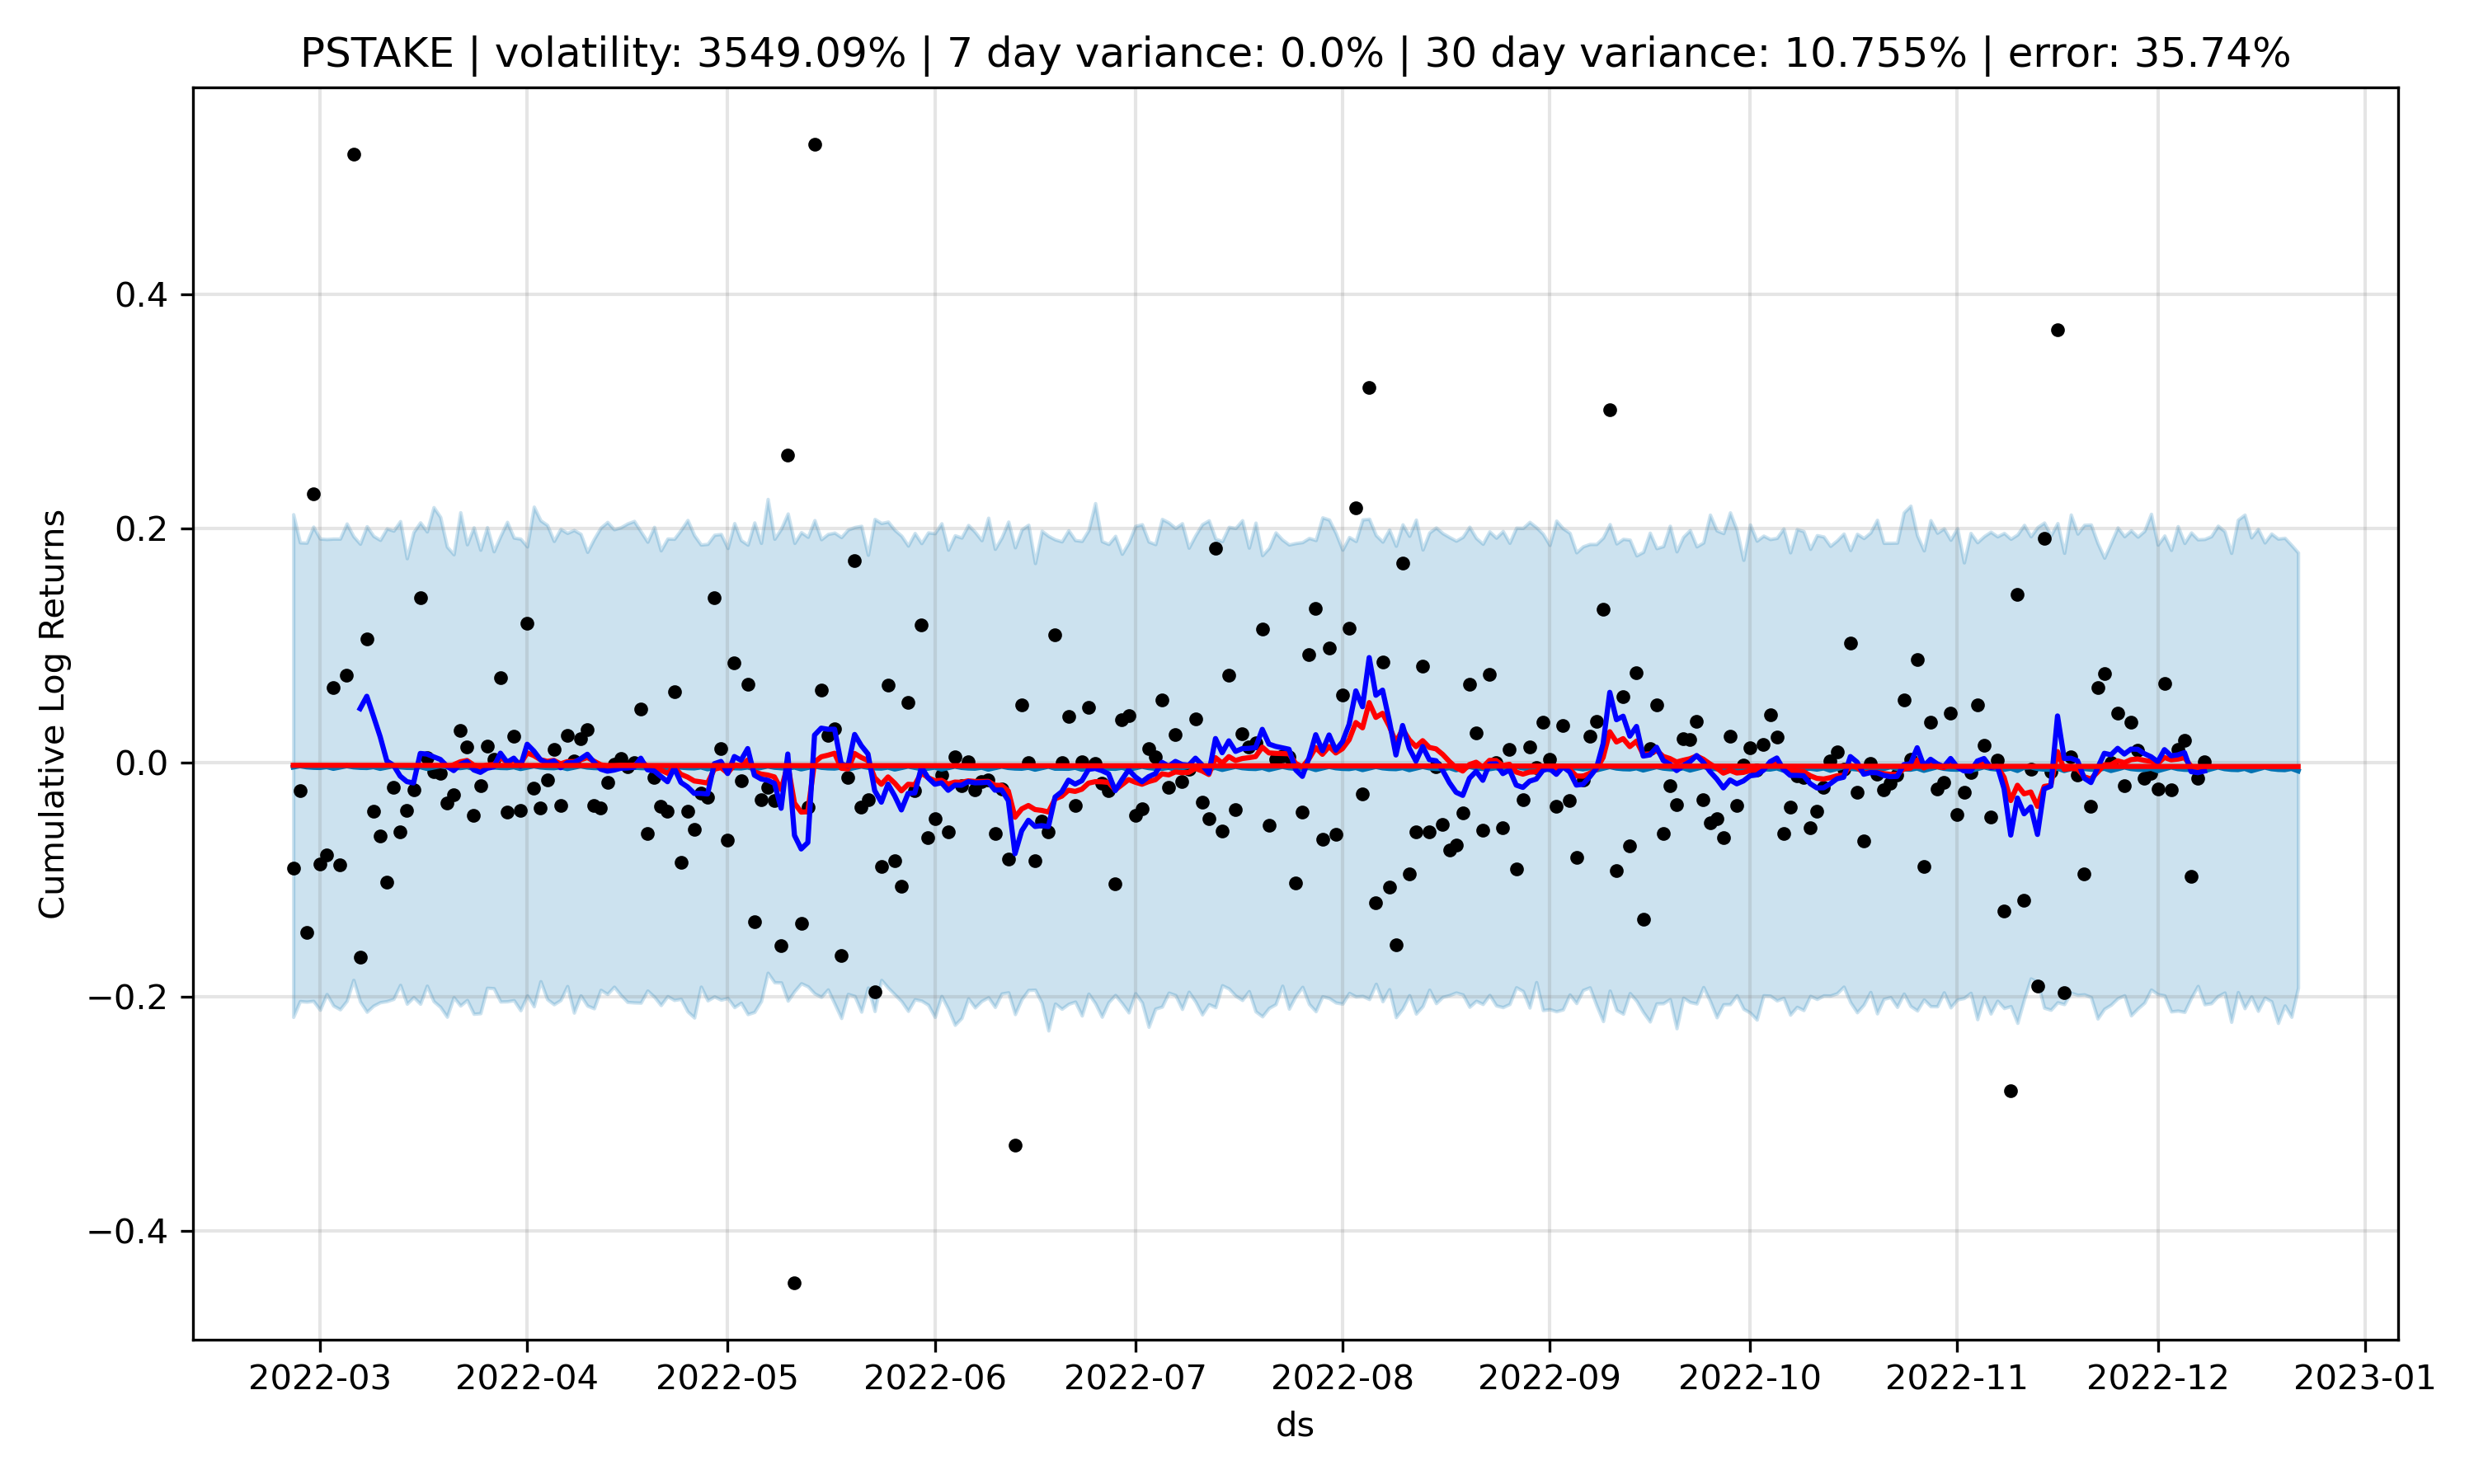 PSTAKE | volatility: 3549.09% | 7 day variance: 0.0% | 30 day variance: 10.755% | error: 35.74%
Cumulative Log Returns
0.4
0.2
0.0
−0.2
−0.4
2022-03 2022-04 2022-05 2022-06 2022-07 2022-08 2022-09 2022-10 2022-11 2022-12 2023-01
ds